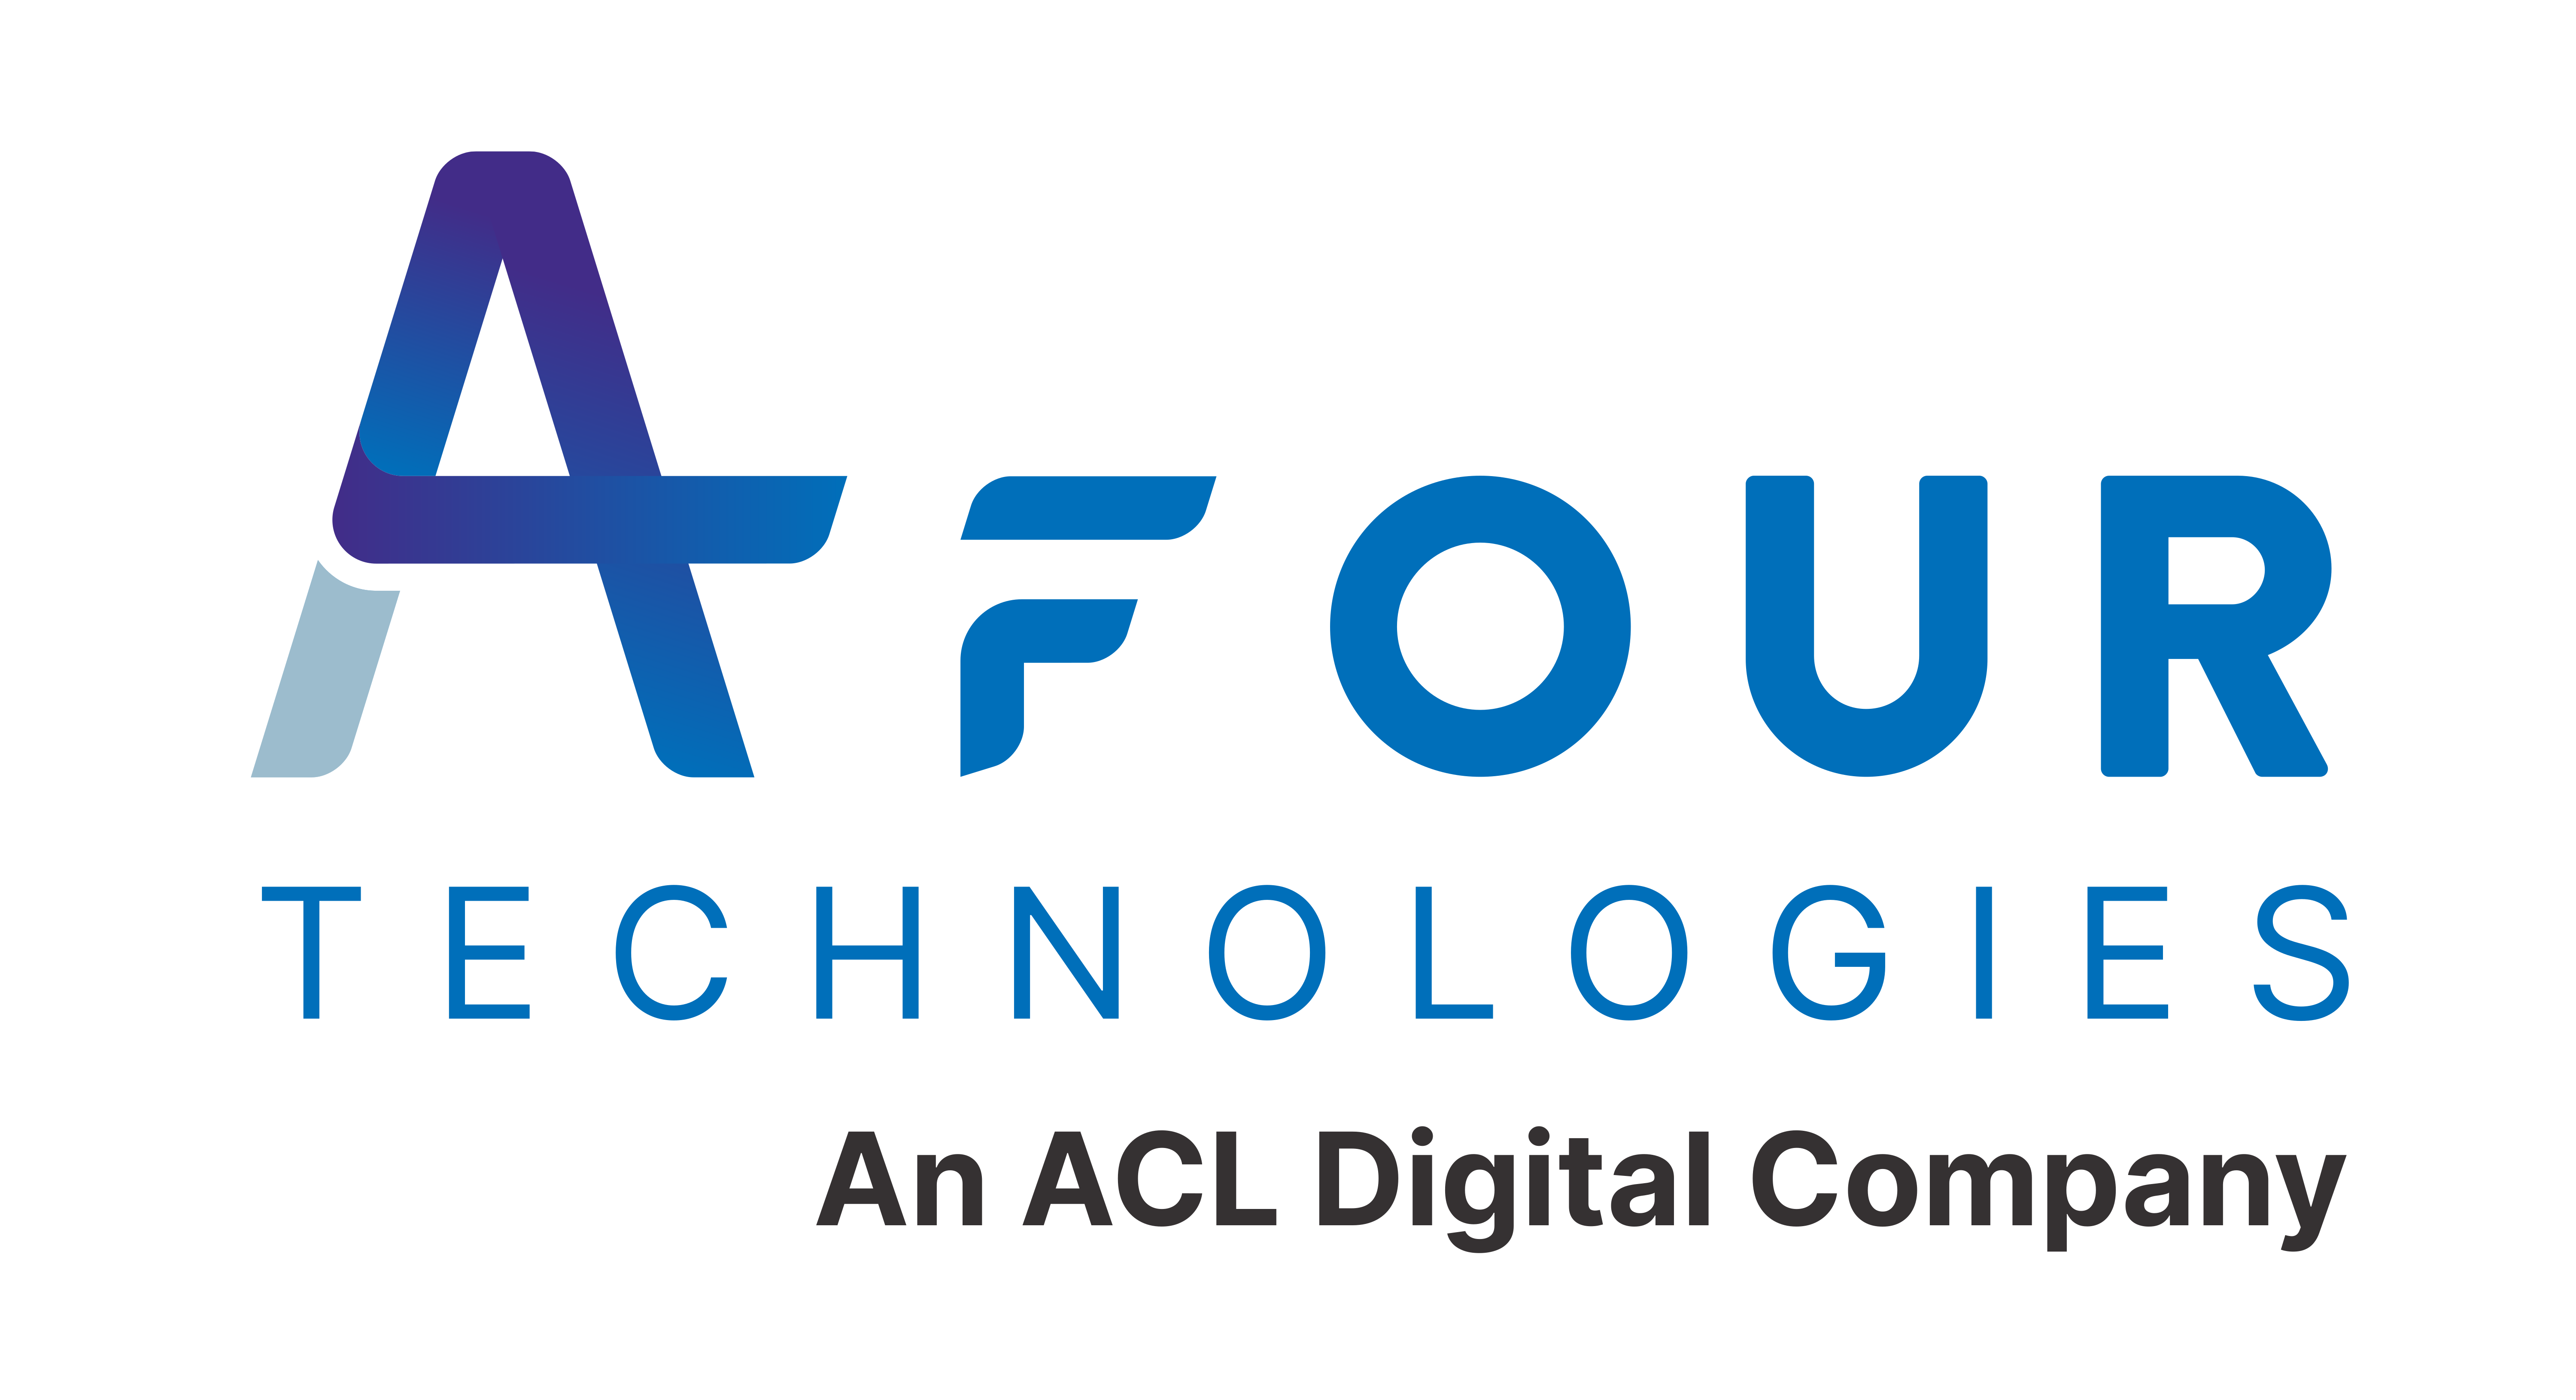 AFOUR
TECHNOLOGIES
An ACL Digital Company